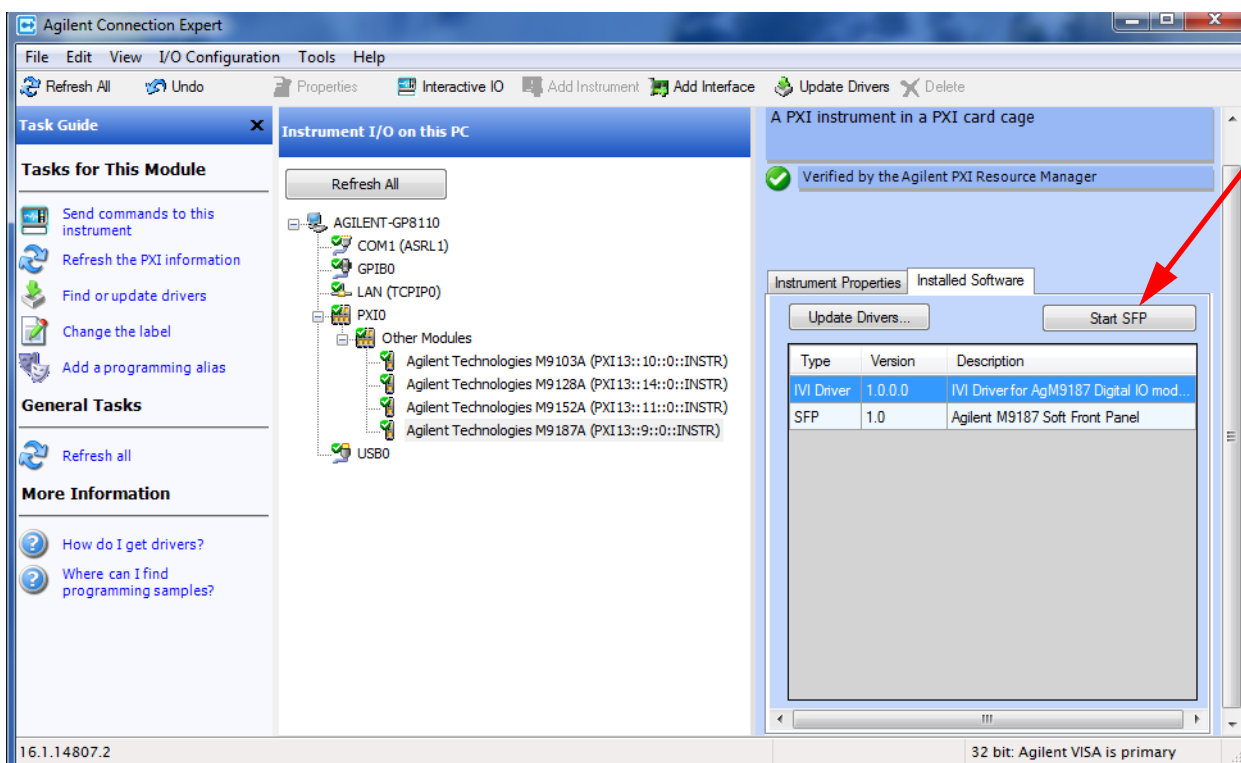 Agilent Connection Expert
File Edit View I/O Configuration Tools Help
Refresh All Undo Properties Interactive IO Add Instrument Add Interface Update Drivers Delete
Task Guide
Tasks for This Module
Send commands to this
instrument
Refresh the PXI information
Find or update drivers
Change the label
Add a programming alias
General Tasks
Refresh all
More Information
How do I get drivers?
Where can I find
programming samples?
Instrument I/O on this PC
Refresh All
AGILENT-GP8110
COM1 (ASRL1)
GPIB0
LAN (TCPIP0)
PXI0
Other Modules
Agilent Technologies M9103A (PXI13::10::0::INSTR)
Agilent Technologies M9128A (PXI13::14::0::INSTR)
Agilent Technologies M9152A (PXI13::11::0::INSTR)
Agilent Technologies M9187A (PXI13::9::0::INSTR)
USB0
A PXI instrument in a PXI card cage
Verified by the Agilent PXI Resource Manager
Instrument Properties Installed Software
Update Drivers... Start SFP
Type Version Description
IVI Driver 1.0.0.0 IVI Driver for AgM9187 Digital IO mod...
SFP 1.0 Agilent M9187 Soft Front Panel
16.1.14807.2 32 bit: Agilent VISA is primary